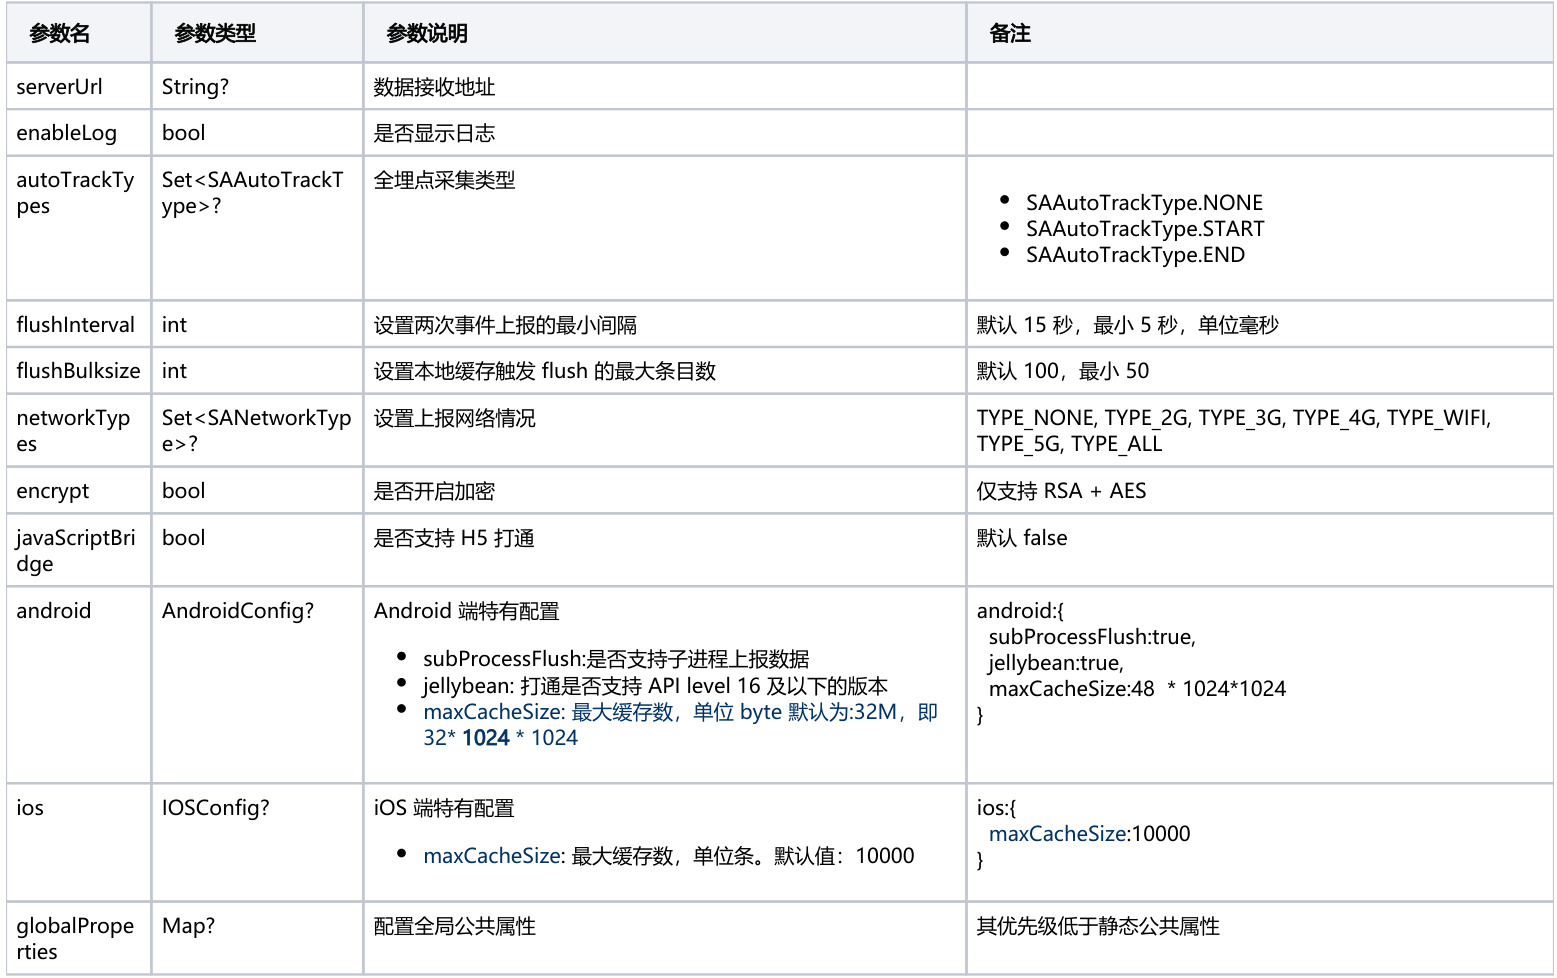 参数名 参数类型 参数说明 备注
serverUrl String? 数据接收地址
enableLog bool 是否显示日志
autoTrackTy Set<SAAutoTrackT 全埋点采集类型
pes ype>?
• SAAutoTrackType.NONE
• SAAutoTrackType.START
• SAAutoTrackType.END
flushInterval int 设置两次事件上报的最小间隔 默认 15 秒，最小 5 秒，单位毫秒
flushBulksize int 设置本地缓存触发 flush 的最大条目数 默认 100，最小 50
networkTyp Set<SANetworkTyp 设置上报网络情况 TYPE_NONE, TYPE_2G, TYPE_3G, TYPE_4G, TYPE_WIFI,
es e>? TYPE_5G, TYPE_ALL
encrypt bool 是否开启加密 仅支持 RSA + AES
javaScriptBri bool 是否支持 H5 打通 默认 false
dge
android AndroidConfig? Android 端特有配置
• subProcessFlush:是否支持子进程上报数据
• jellybean: 打通是否支持 API level 16 及以下的版本
• maxCacheSize: 最大缓存数，单位 byte 默认为:32M，即
32* 1024 * 1024
android:{
subProcessFlush:true,
jellybean:true,
maxCacheSize:48 * 1024*1024
}
ios IOSConfig? iOS 端特有配置
• maxCacheSize: 最大缓存数，单位条。默认值：10000
ios:{
maxCacheSize:10000
}
globalPrope Map? 配置全局公共属性 其优先级低于静态公共属性
rties